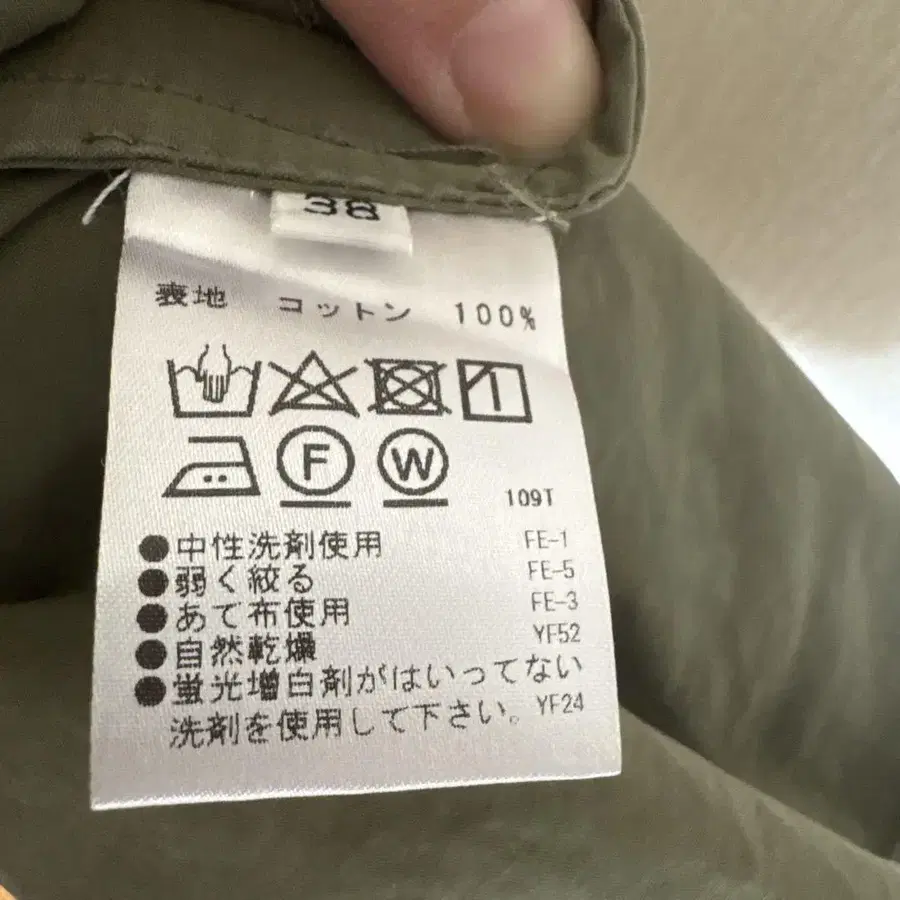 38
表地 コットン 100%
F W
109T
●中性洗剤使用 FE-1
●弱く絞る FE-5
●あて布使用 FE-3
●自然乾燥 YF52
●蛍光増白剤がはいってない
洗剤を使用して下さい。 YF24